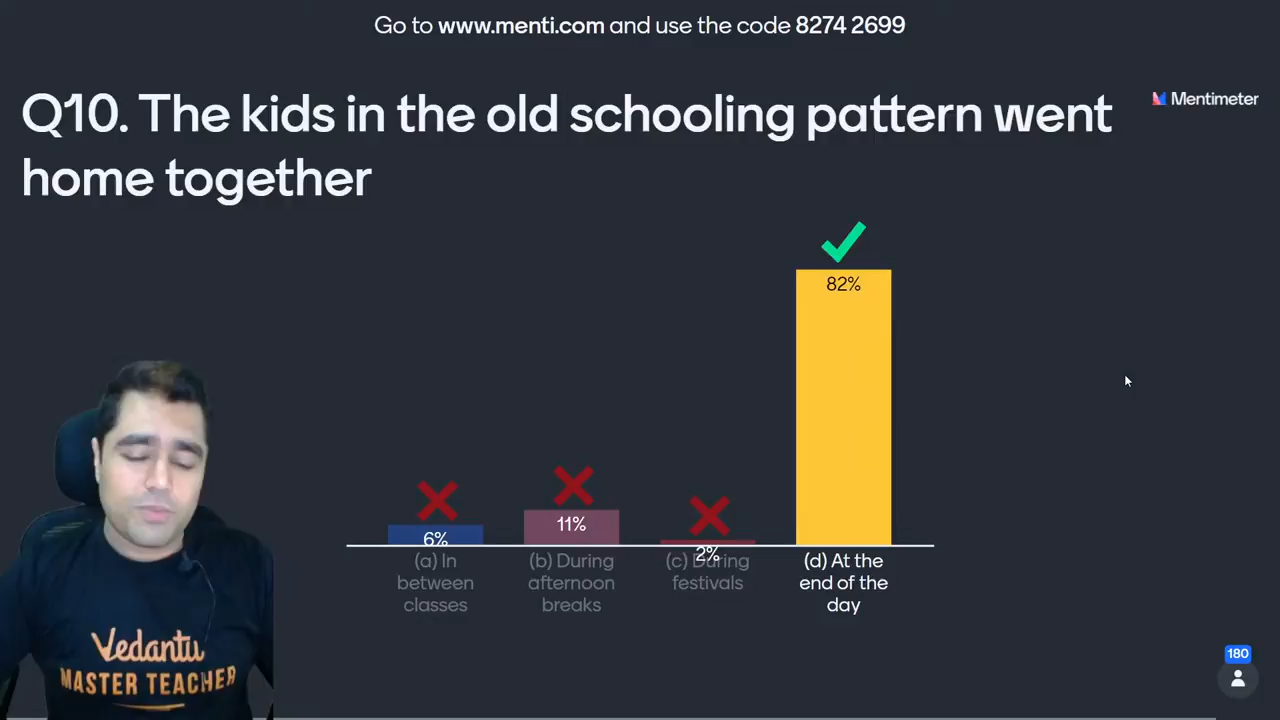 Go to www.menti.com and use the code 8274 2699
Q10. The kids in the old schooling pattern went
home together
Mentimeter
82%
6%
11%
2%
(a) In
between
classes
(b) During
afternoon
breaks
(c) During
festivals
(d) At the
end of the
day
Vedantu
MASTER TEACHER
180